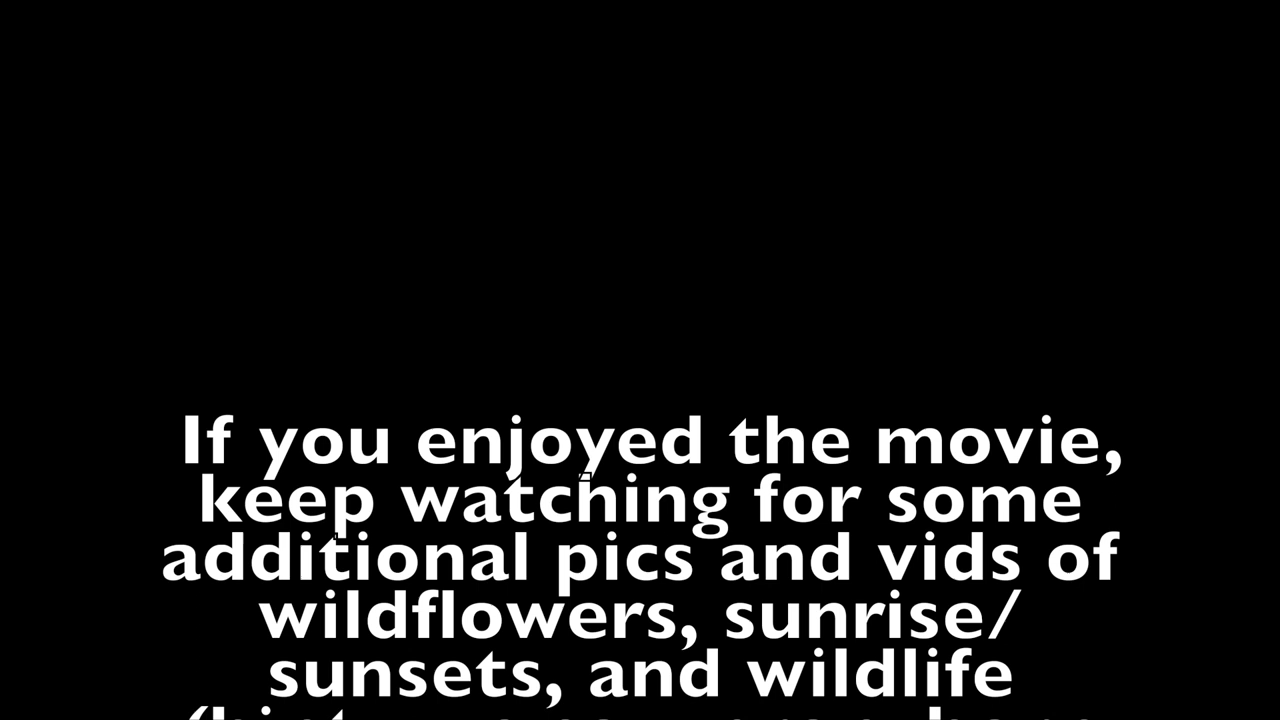 If you enjoyed the movie,
keep watching for some
additional pics and vids of
wildflowers, sunrise/
sunsets, and wildlife